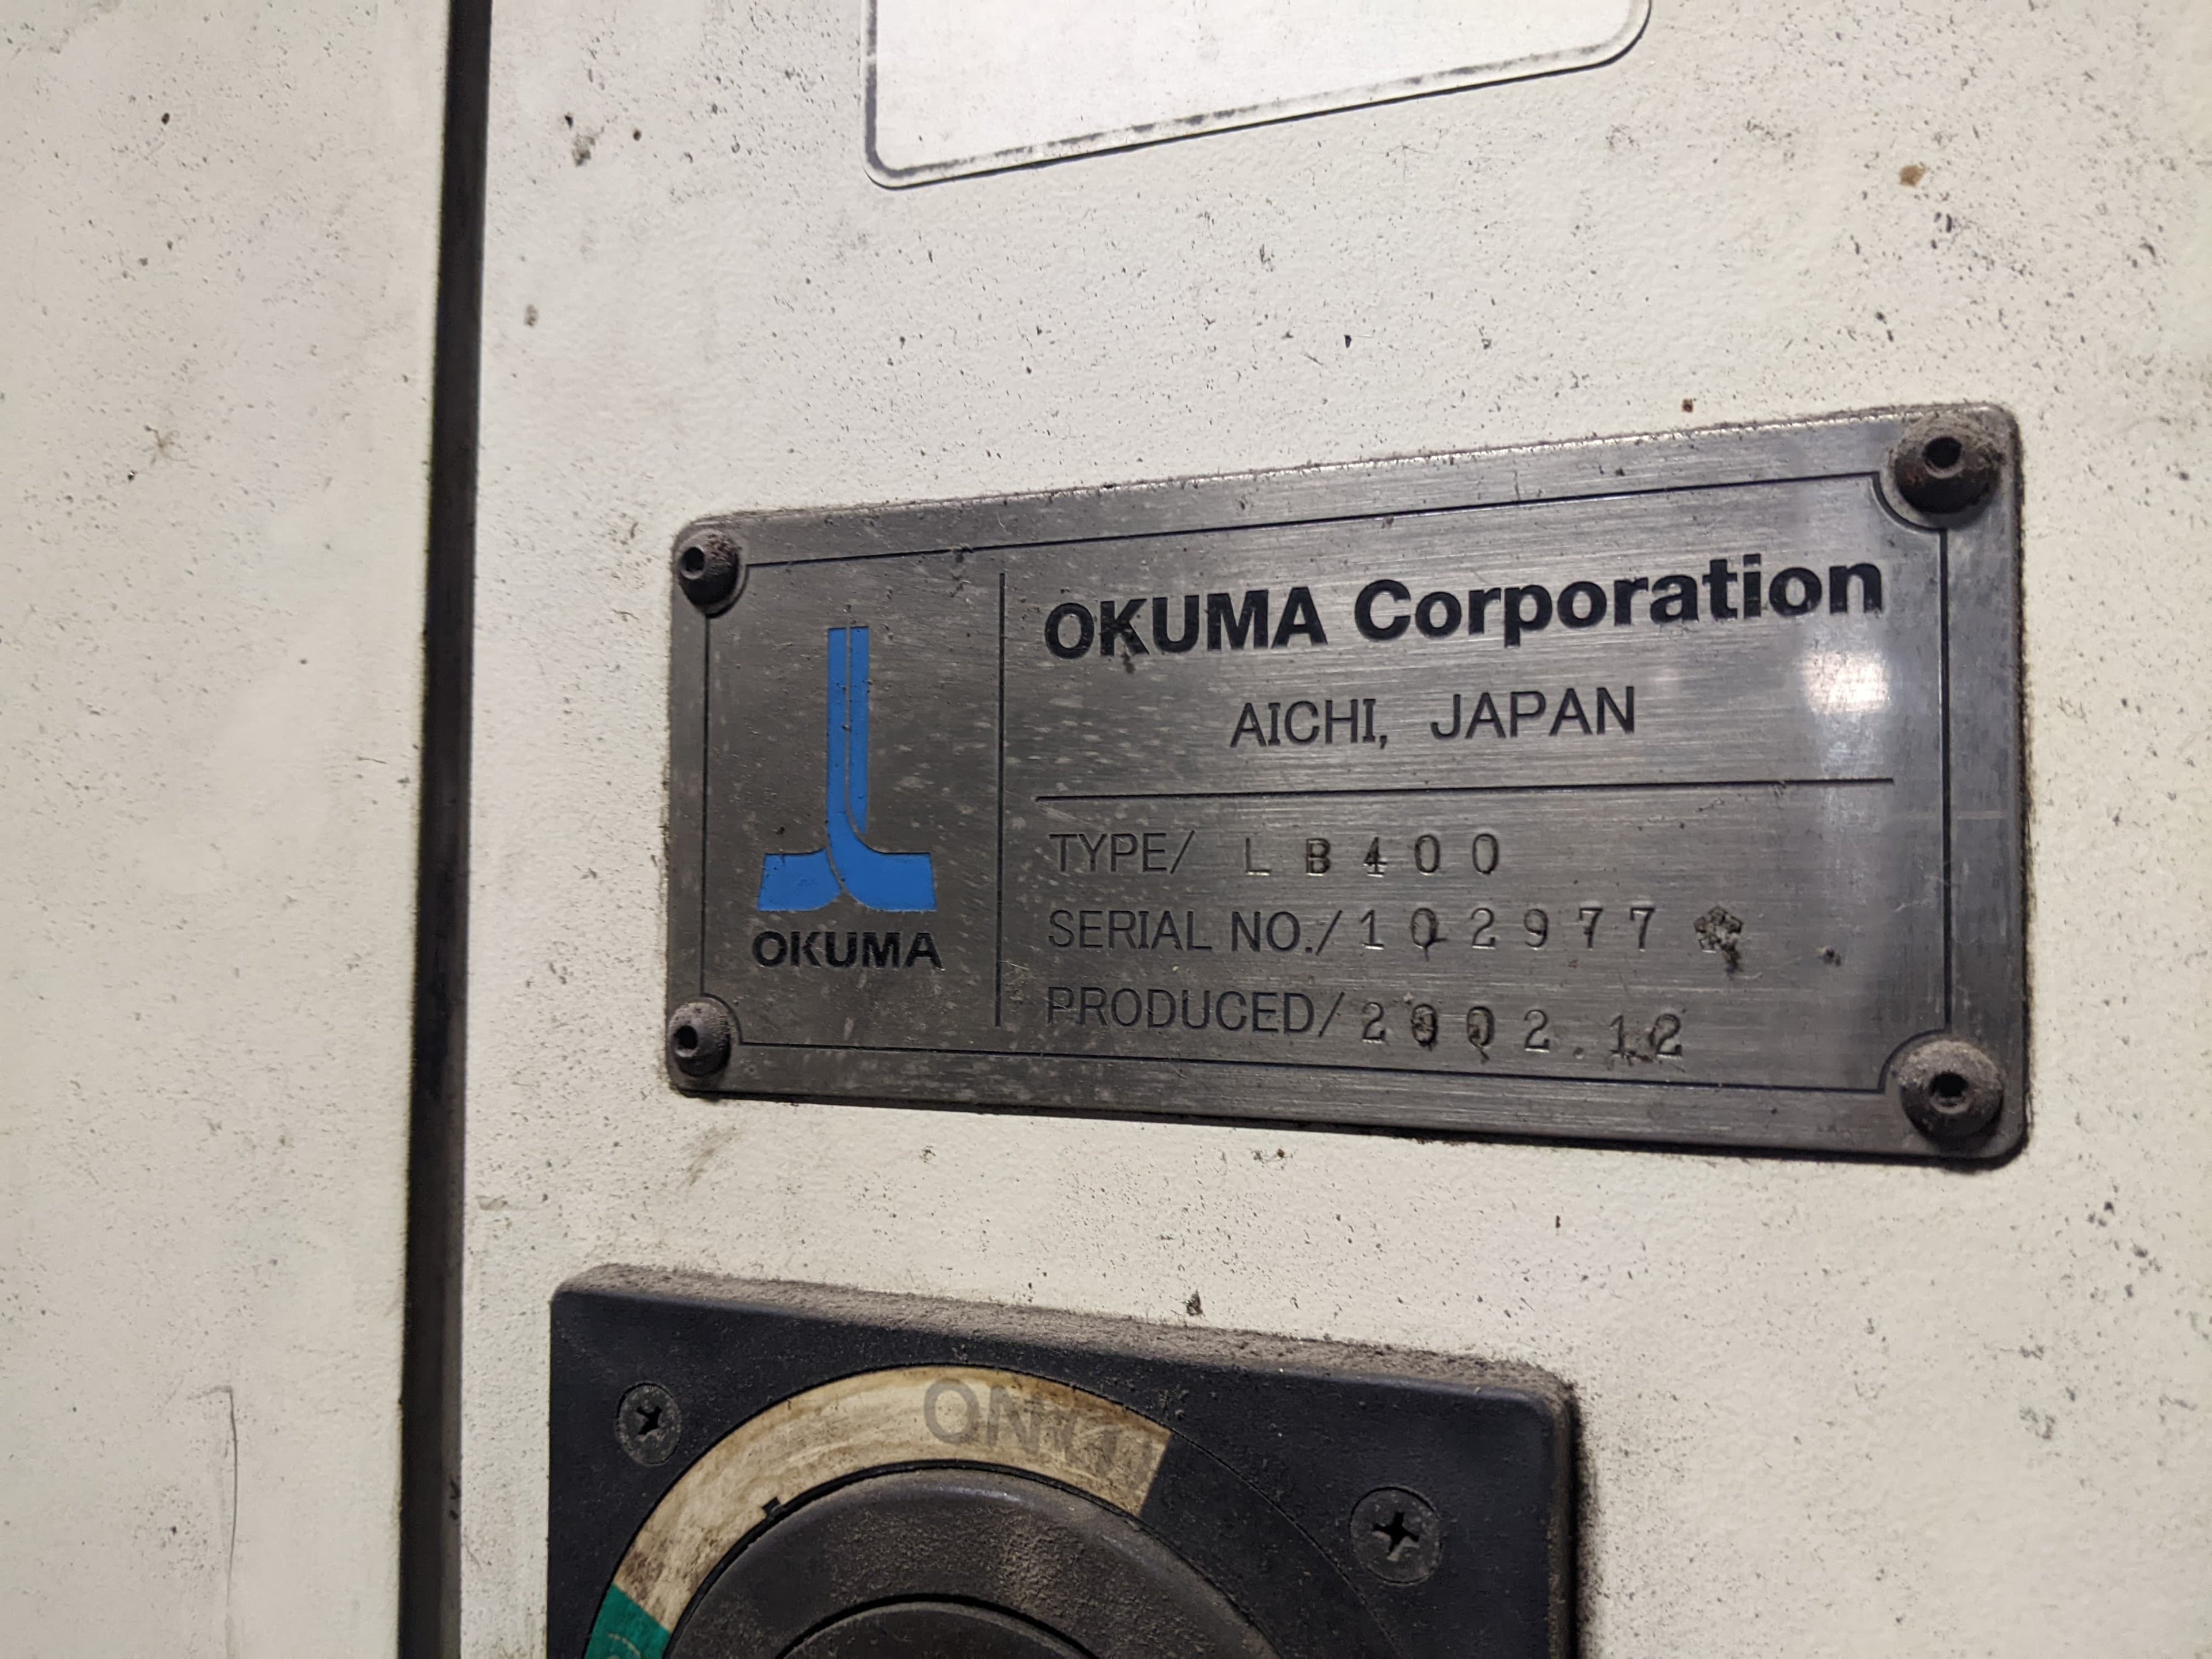 OKUMA Corporation
AICHI, JAPAN
TYPE/ LB400
SERIAL NO./102977
PRODUCED/2002.12
OKUMA
ON